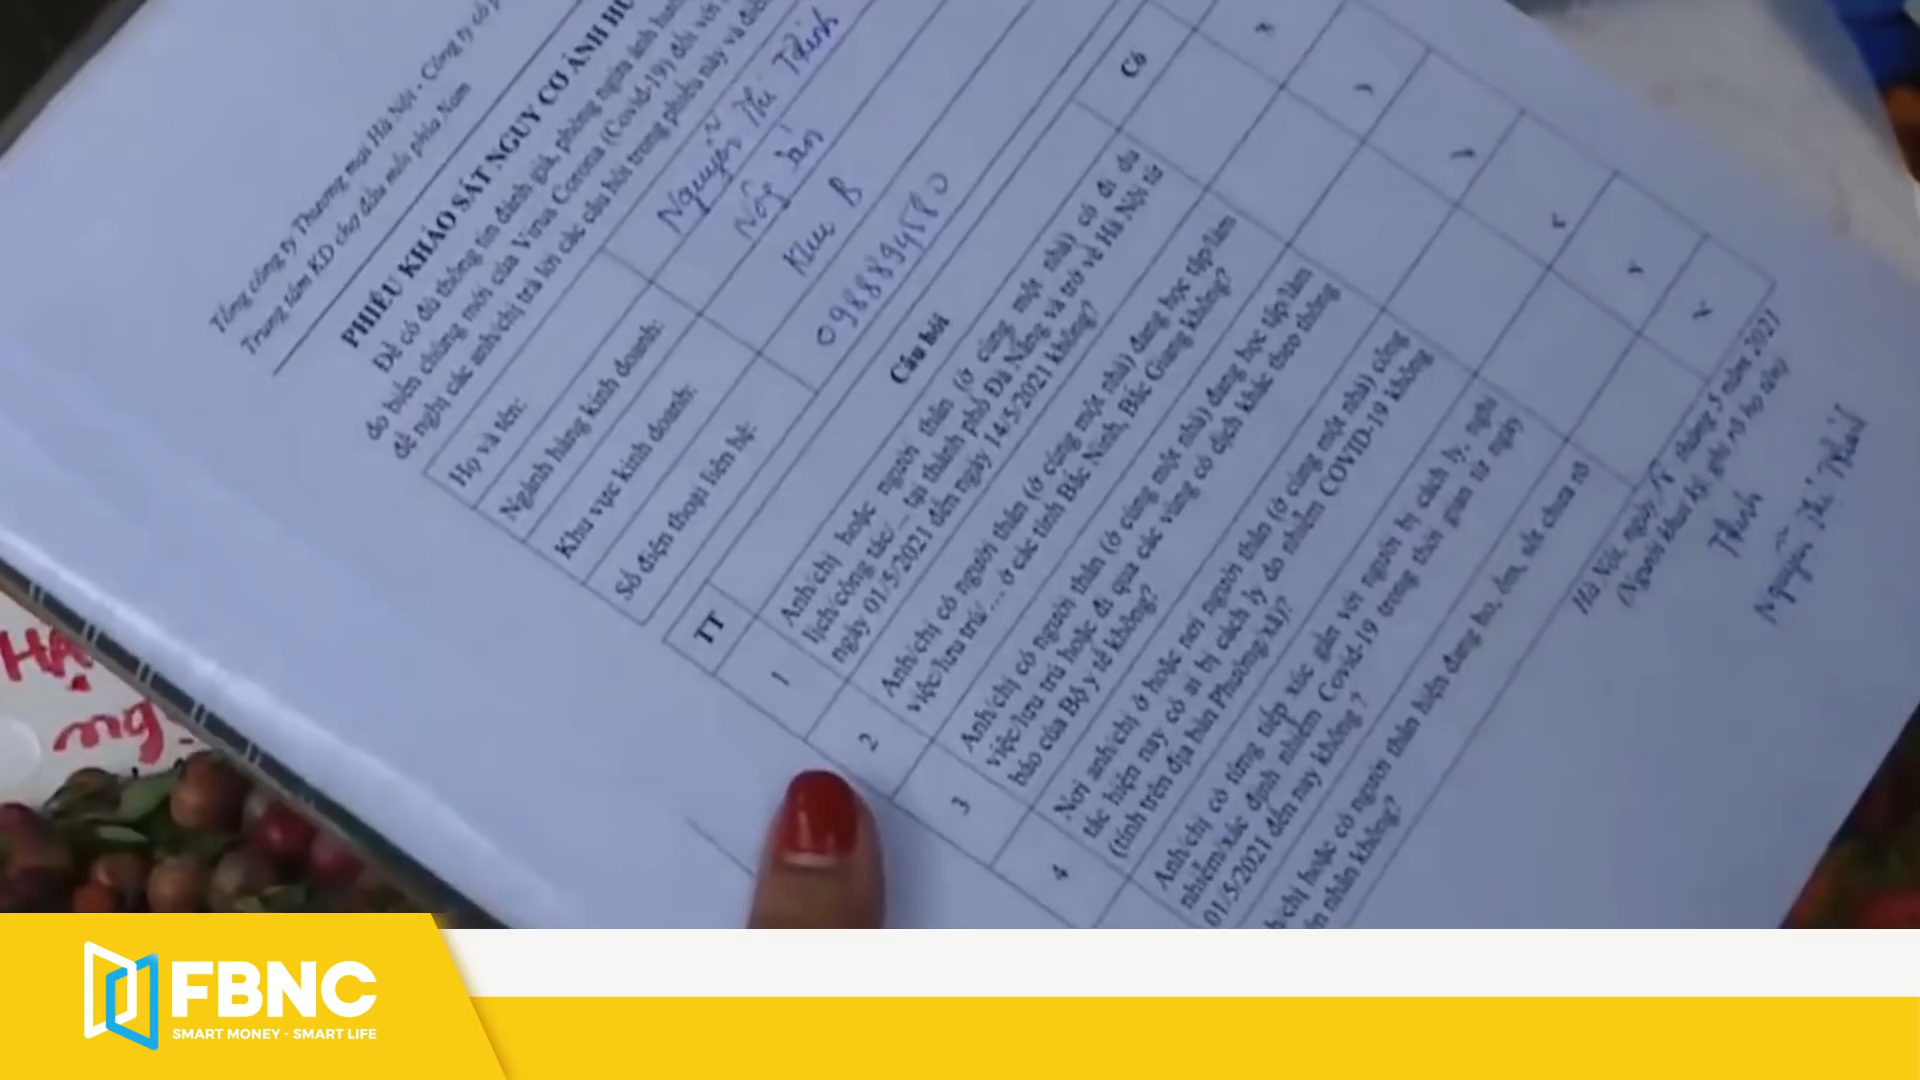 Tổng công ty Thương mại Hà Nội - Công ty cổ p
Trung tâm KD chợ đầu mối phía Nam
PHIẾU KHẢO SÁT NGUY CƠ ẢNH HƯ
Để có đủ thông tin đánh giá, phòng ngừa ảnh hưở
do biến chủng mới của Virus Corona (Covid-19) đối với
đề nghị các anh/chị trả lời các câu hỏi trong phiếu này và
Họ và tên: Nguyễn Thị Thịnh
Ngành hàng kinh doanh: Nông sản
Khu vực kinh doanh: Khu B
Số điện thoại liên hệ: 0988894580
TT Câu hỏi Có
1 Anh/chị hoặc người thân (ở cùng một nhà) có đi du
lịch/công tác/... tại thành phố Đà Nẵng và trở về Hà Nội từ
ngày 01/5/2021 đến ngày 14/5/2021 không?
2 Anh/chị có người thân (ở cùng một nhà) đang học tập/làm
việc/lưu trú/… ở các tỉnh Bắc Ninh, Bắc Giang không?
3 Anh/chị có người thân (ở cùng một nhà) đang học tập/làm
việc/lưu trú hoặc đi qua các vùng có dịch khác theo thông
báo của Bộ y tế không?
4 Nơi anh/chị ở hoặc nơi người thân (ở cùng một nhà) công
tác hiện nay có ai bị cách ly do nhiễm COVID-19 không
(tính trên địa bàn Phường/xã)?
Anh/chị có từng tiếp xúc gần với người bị cách ly, nghi
nhiễm/xác định nhiễm Covid-19 trong thời gian từ ngày
01/5/2021 đến nay không ?
h/chị hoặc có người thân hiện đang ho, ốm, sốt chưa rõ
ên nhân không?
Hà Nội, ngày tháng 5 năm 2021
(Người khai ký, ghi rõ họ tên)
Thịnh
Nguyễn Thị Thịnh
FBNC
SMART MONEY - SMART LIFE